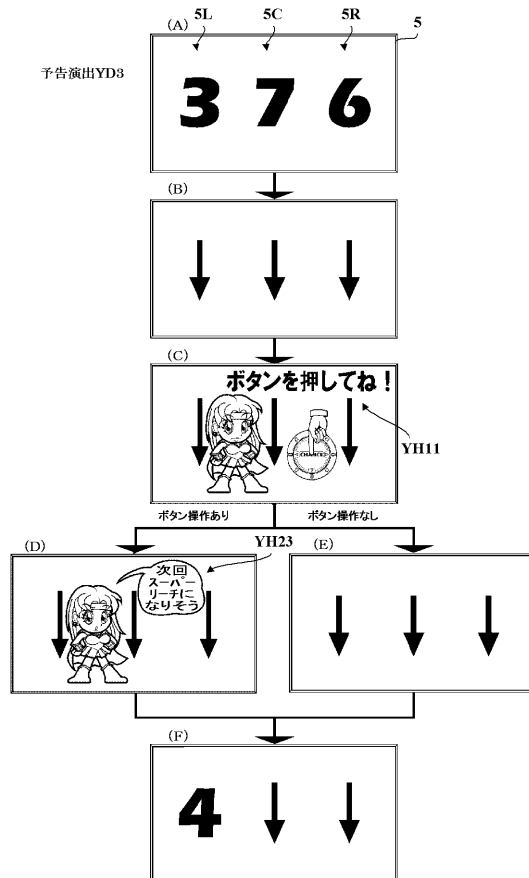 (A)
5L 5C 5R 5
予告演出YD3
3 7 6
(B)
(C)
ボタンを押してね！
CHANCE
YH11
ボタン操作あり ボタン操作なし
(D) YH23 (E)
次回
スーパー
リーチに
なりそう
(F)
4